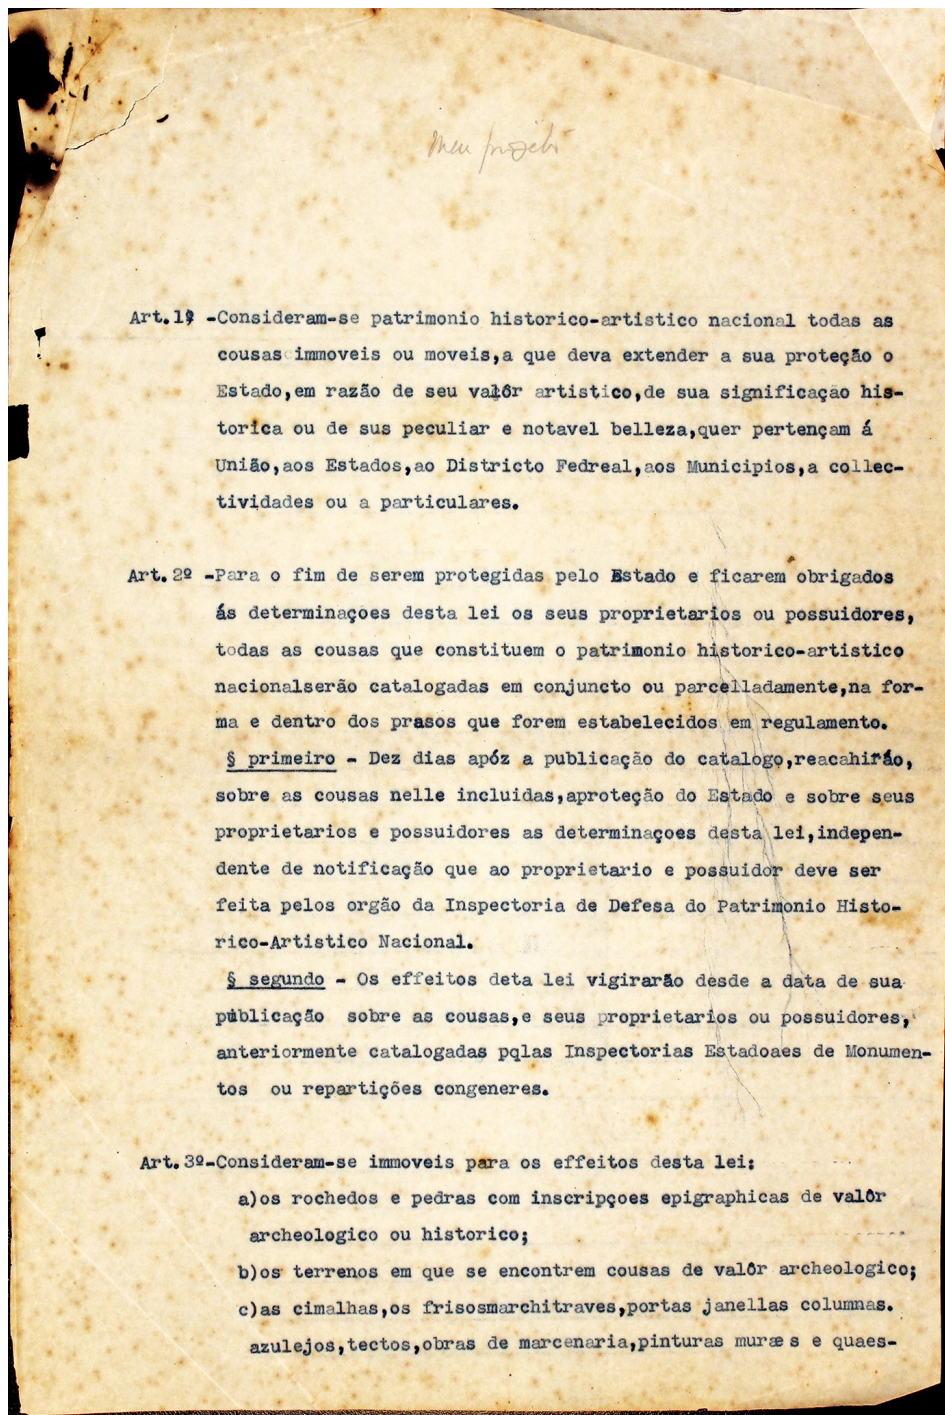 Meu projeto
Art.1º -Consideram-se patrimonio historico-artistico nacional todas as
cousas immoveis ou moveis,a que deva extender a sua proteção o
Estado,em razão de seu valôr artistico,de sua significação his-
torica ou de sus peculiar e notavel belleza,quer pertençam á
União,aos Estados,ao Districto Fedreal,aos Municipios,a collec-
tividades ou a particulares.
Art.2º -Para o fim de serem protegidas pelo Estado e ficarem obrigados
ás determinaçoes desta lei os seus proprietarios ou possuidores,
todas as cousas que constituem o patrimonio historico-artistico
nacionalserão catalogadas em conjuncto ou parcelladamente,na for-
ma e dentro dos prasos que forem estabelecidos em regulamento.
§ primeiro - Dez dias apóz a publicação do catalogo,reacahirão,
sobre as cousas nelle incluidas,aproteção do Estado e sobre seus
proprietarios e possuidores as determinaçoes desta lei,indepen-
dente de notificação que ao proprietario e possuidor deve ser
feita pelos orgão da Inspectoria de Defesa do Patrimonio Histo-
rico-Artistico Nacional.
§ segundo - Os effeitos deta lei vigirarão desde a data de sua
publicação sobre as cousas,e seus proprietarios ou possuidores,
anteriormente catalogadas pqlas Inspectorias Estadoaes de Monumen-
tos ou repartições congeneres.
Art.3º-Consideram-se immoveis para os effeitos desta lei:
a)os rochedos e pedras com inscripçoes epigraphicas de valôr
archeologico ou historico;
b)os terrenos em que se encontrem cousas de valôr archeologico;
c)as cimalhas,os frisosmarchitraves,portas janellas columnas.
azulejos,tectos,obras de marcenaria,pinturas muræs e quaes-